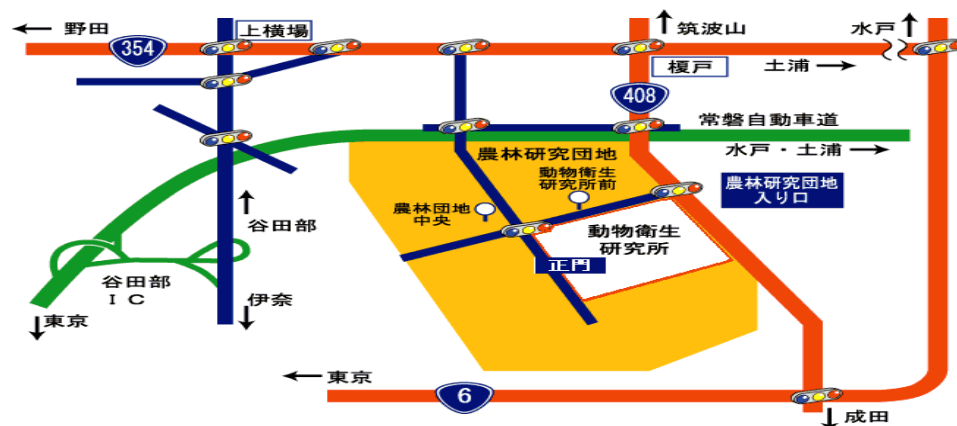 野田
354
上横場
筑波山
水戸
榎戸
土浦
408
常磐自動車道
水戸・土浦
農林研究団地
動物衛生
研究所前
農林研究団地
入り口
農林団地
中央
谷田部
動物衛生
研究所
正門
谷田部
ＩＣ
伊奈
東京
東京
6
成田